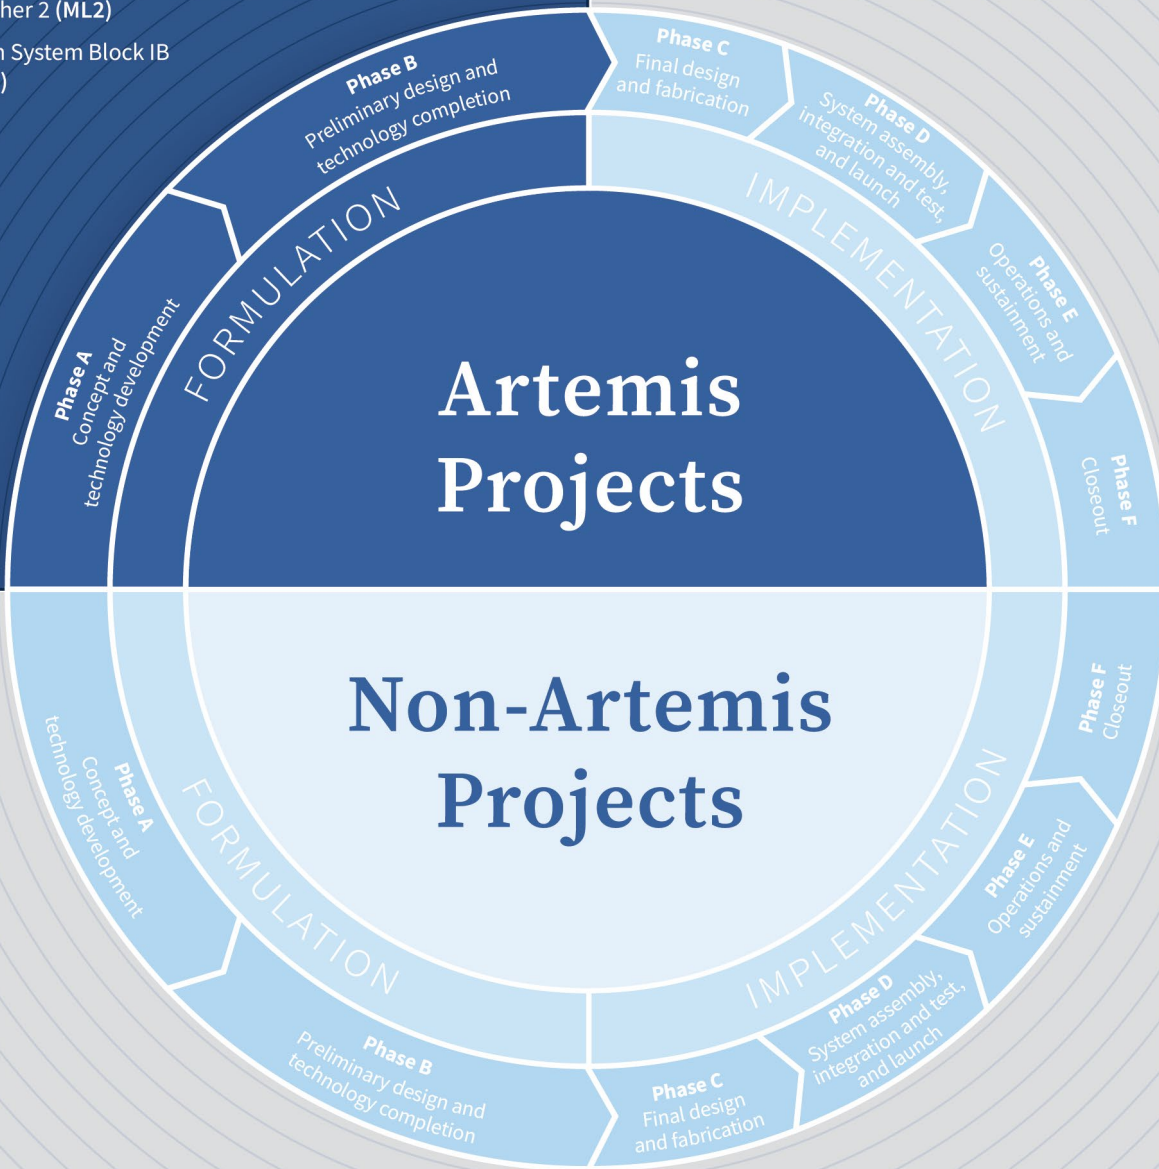 her 2 (ML2)
System Block IB
)
Phase A
Concept and
technology development
Phase B
Preliminary design and
technology completion
FORMULATION
Phase C
Final design
and fabrication
Phase D
System assembly,
integration and test,
and launch
Phase E
Operations and
sustainment
Phase F
Closeout
IMPLEMENTATION
Artemis
Projects
Non-Artemis
Projects
Phase A
Concept and
technology development
Phase B
Preliminary design and
technology completion
FORMULATION
Phase C
Final design
and fabrication
Phase D
System assembly,
integration and test,
and launch
Phase E
Operations and
sustainment
Phase F
Closeout
IMPLEMENTATION